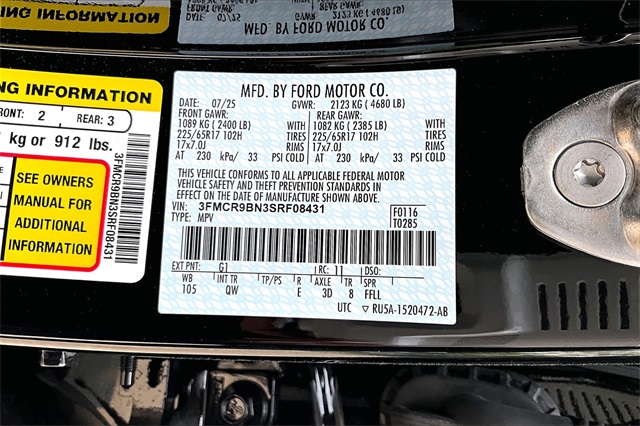 NG INFORMATION
FRONT: 2 REAR: 3
kg or 912 lbs.
SEE OWNERS
MANUAL FOR
ADDITIONAL
INFORMATION
3FMCR9BN3SRF08431
MFD. BY FORD MOTOR CO.
DATE: 07/25 GVWR: 2123 KG ( 4680 LB)
FRONT GAWR: REAR GAWR:
1089 KG ( 2400 LB) WITH 1082 KG ( 2385 LB) WITH
225/65R17 102H TIRES 225/65R17 102H TIRES
17x7.0J RIMS 17x7.0J RIMS
AT 230 kPa/ 33 PSI COLD AT 230 kPa/ 33 PSI COLD
THIS VEHICLE CONFORMS TO ALL APPLICABLE FEDERAL MOTOR
VEHICLE SAFETY AND THEFT PREVENTION STANDARDS IN
EFFECT ON THE DATE OF MANUFACTURE SHOWN ABOVE.
VIN: 3FMCR9BN3SRF08431 F0116
TYPE: MPV T0285
EXT PNT: G1 RC: 11 DSO:
WB INT TR TP/PS R AXLE TR SPR
105 QW E 3D 8 FFLL
UTC ▽ RU5A-1520472-AB